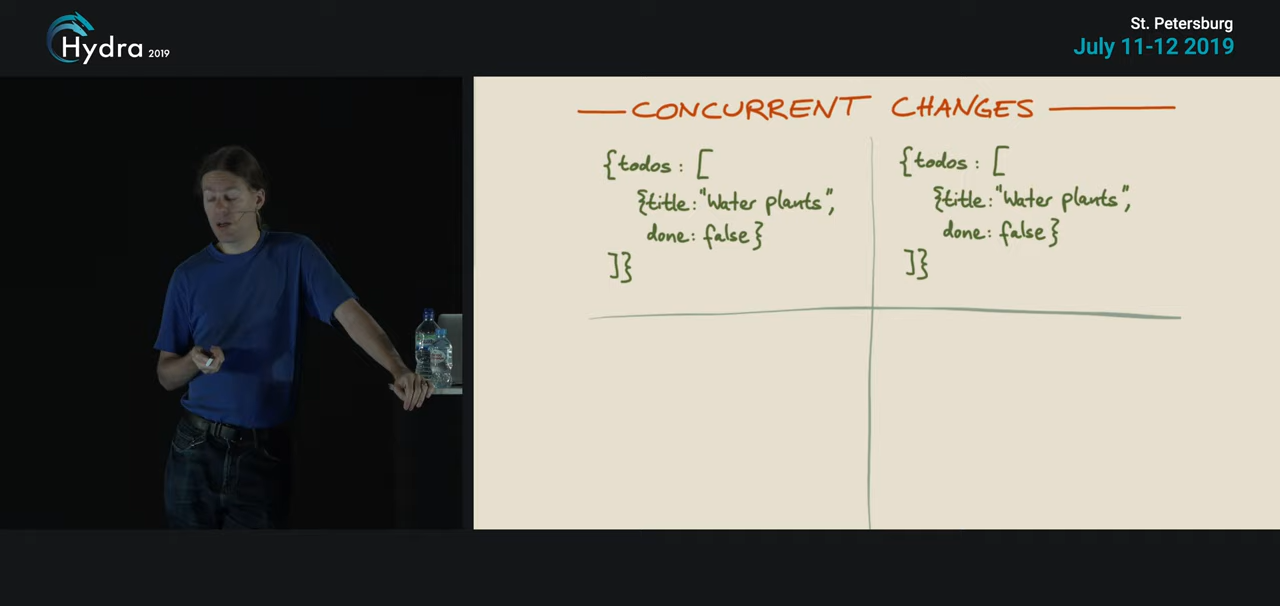 Hydra 2019
St. Petersburg
July 11-12 2019
CONCURRENT CHANGES
{todos: [
{title: "Water plants",
done: false}
]}
{todos: [
{title: "Water plants",
done: false}
]}